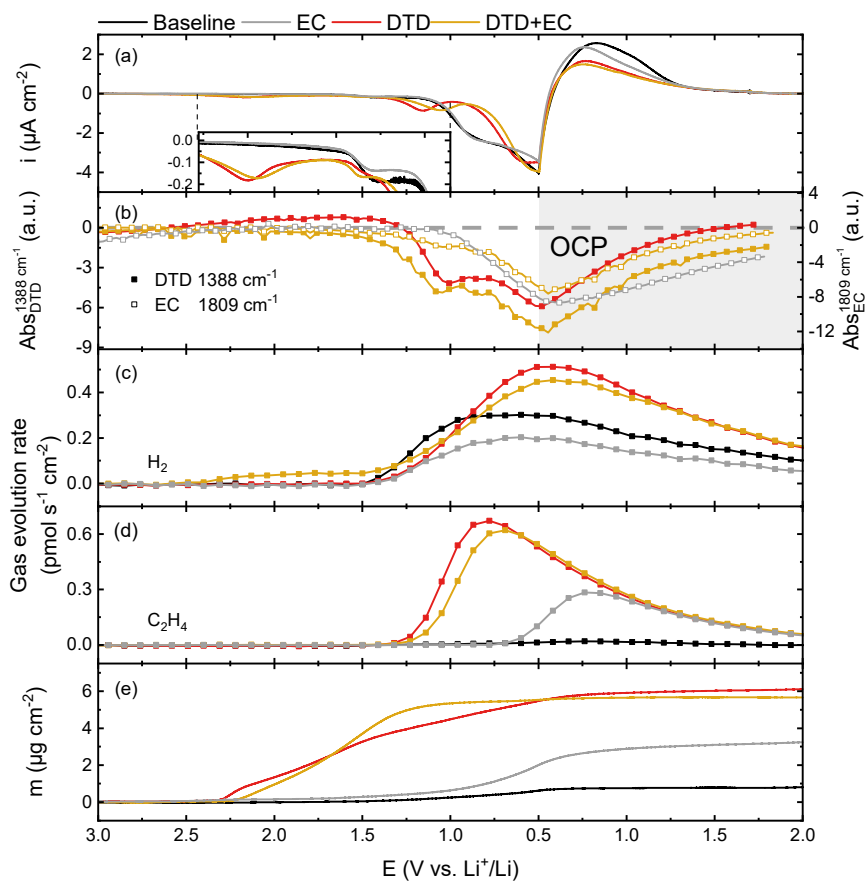 Baseline EC DTD DTD+EC
(a)
2
0
-2
-4
i (µA cm⁻²)
0.0
-0.1
-0.2
(b)
0
-3
-6
-9
Abs_DTD^1388 cm⁻¹ (a.u.)
OCP
DTD 1388 cm⁻¹
EC 1809 cm⁻¹
4
0
-4
-8
-12
Abs_EC^1809 cm⁻¹ (a.u.)
(c)
0.4
0.2
0.0
H₂
Gas evolution rate
(pmol s⁻¹ cm⁻²)
(d)
0.6
0.3
0.0
C₂H₄
(e)
6
4
2
0
m (µg cm⁻²)
3.0 2.5 2.0 1.5 1.0 0.5 1.0 1.5 2.0
E (V vs. Li⁺/Li)